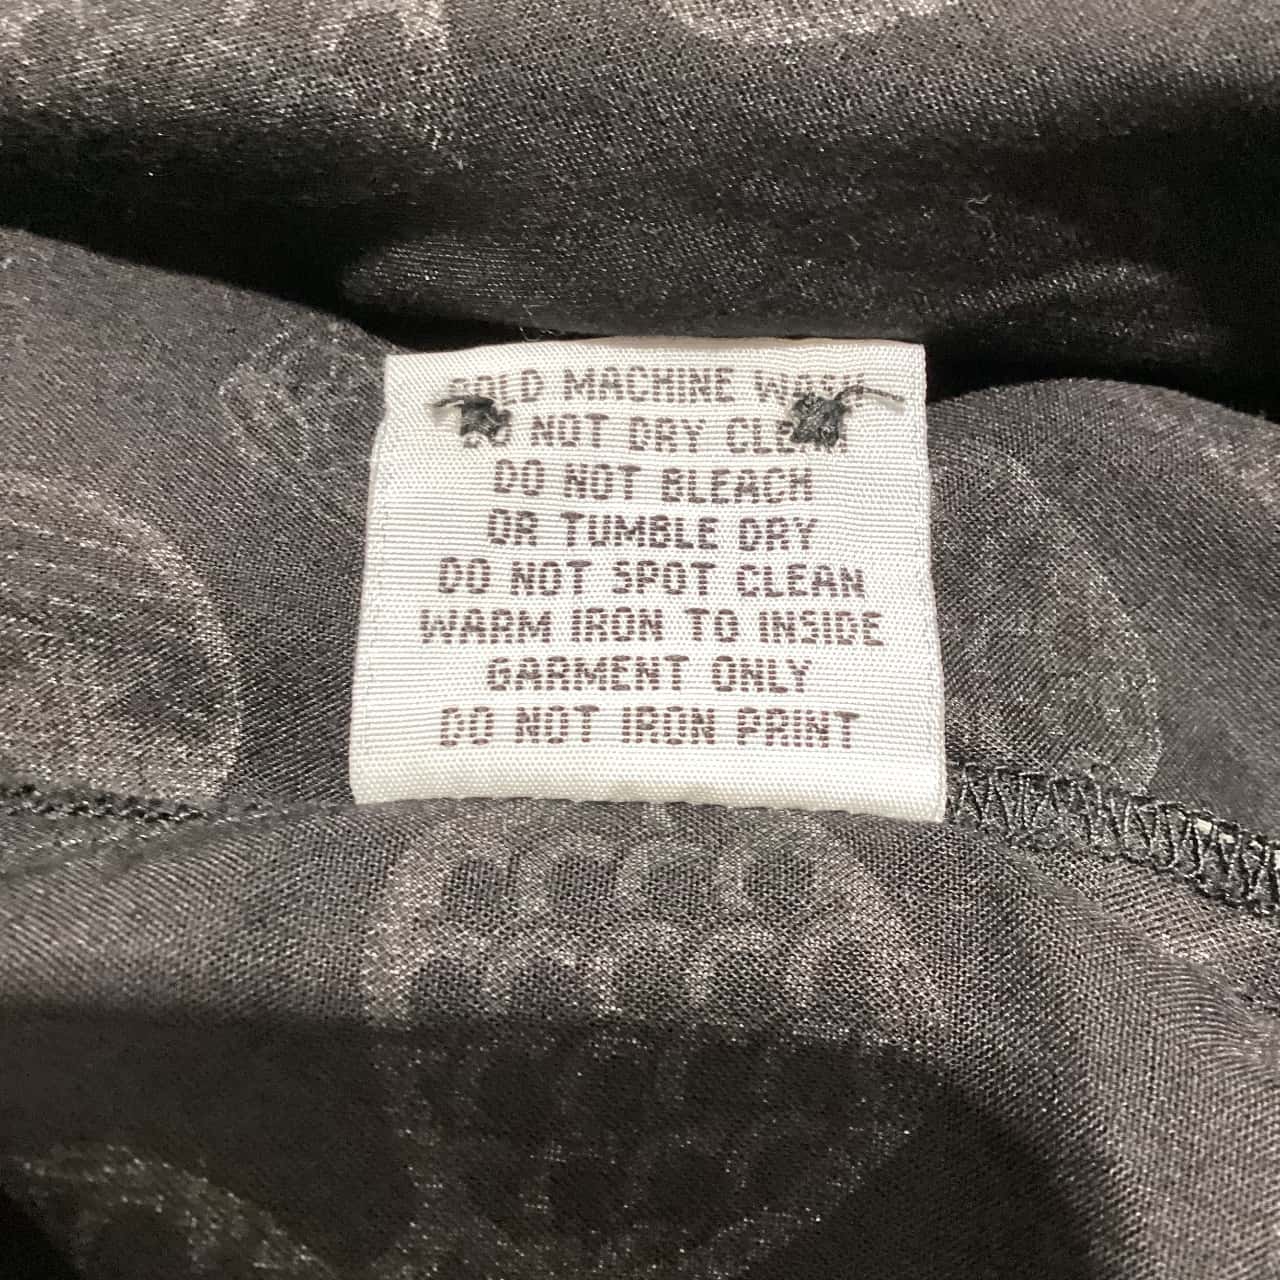 COLD MACHINE WASH
DO NOT DRY CLEAN
DO NOT BLEACH
OR TUMBLE DRY
DO NOT SPOT CLEAN
WARM IRON TO INSIDE
GARMENT ONLY
DO NOT IRON PRINT